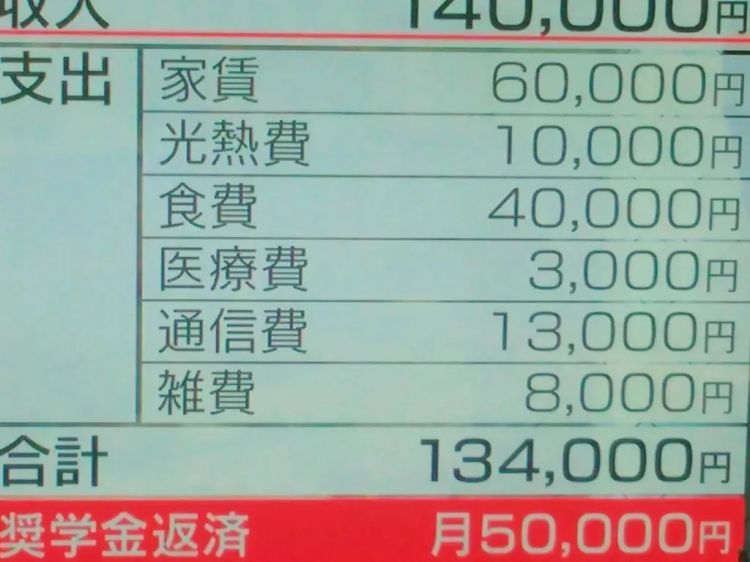 収入 140,000円
支出 家賃 60,000円
光熱費 10,000円
食費 40,000円
医療費 3,000円
通信費 13,000円
雑費 8,000円
合計 134,000円
奨学金返済 月50,000円